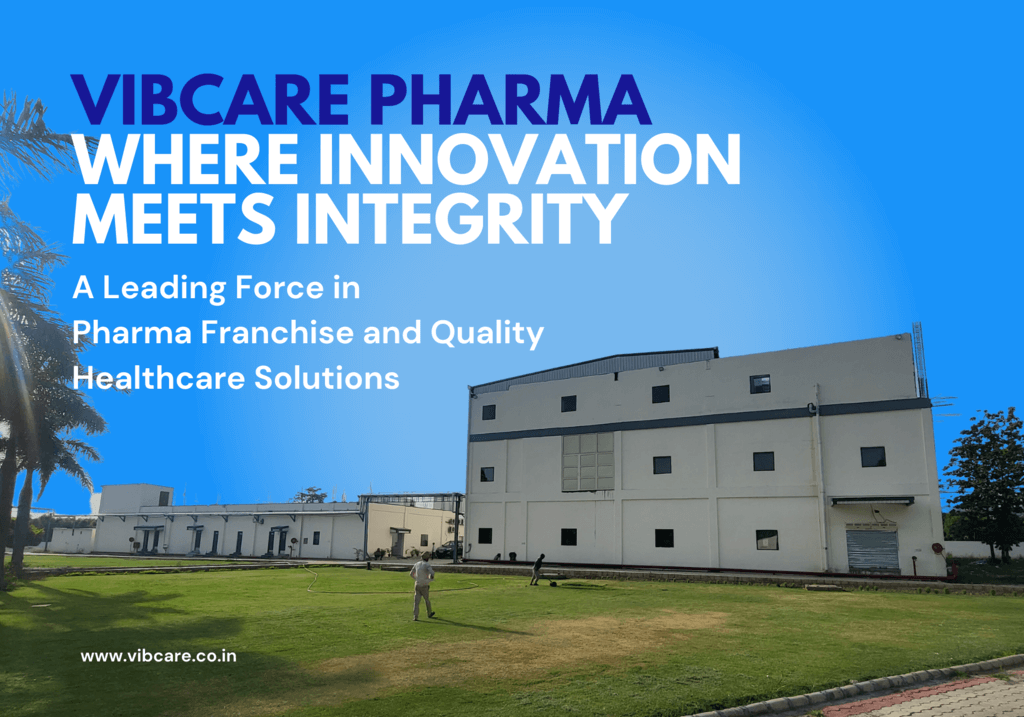 VIBCARE PHARMA
WHERE INNOVATION
MEETS INTEGRITY
A Leading Force in
Pharma Franchise and Quality
Healthcare Solutions
www.vibcare.co.in